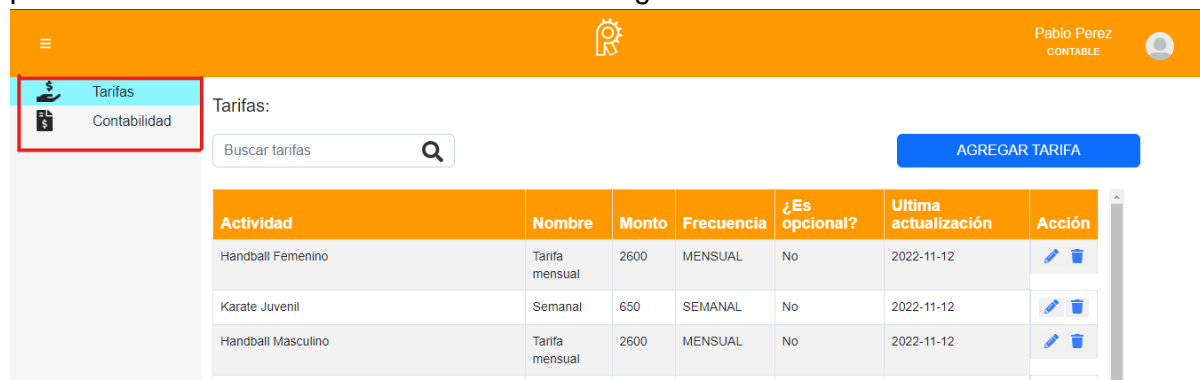 Pablo Perez
CONTABLE
Tarifas
Contabilidad
Tarifas:
Buscar tarifas
AGREGAR TARIFA
Actividad Nombre Monto Frecuencia ¿Es opcional? Ultima actualización Acción
Handball Femenino Tarifa mensual 2600 MENSUAL No 2022-11-12
Karate Juvenil Semanal 650 SEMANAL No 2022-11-12
Handball Masculino Tarifa mensual 2600 MENSUAL No 2022-11-12